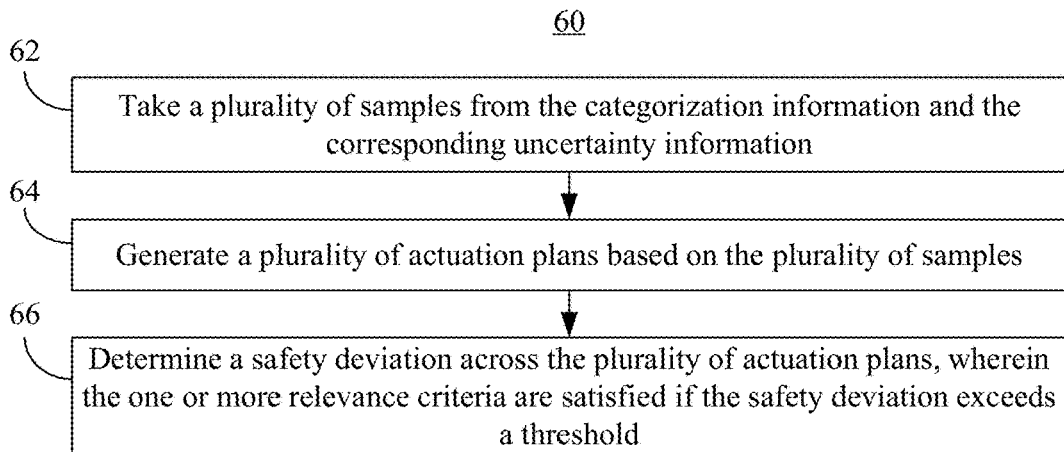 60
62
Take a plurality of samples from the categorization information and the
corresponding uncertainty information
64
Generate a plurality of actuation plans based on the plurality of samples
66
Determine a safety deviation across the plurality of actuation plans, wherein
the one or more relevance criteria are satisfied if the safety deviation exceeds
a threshold